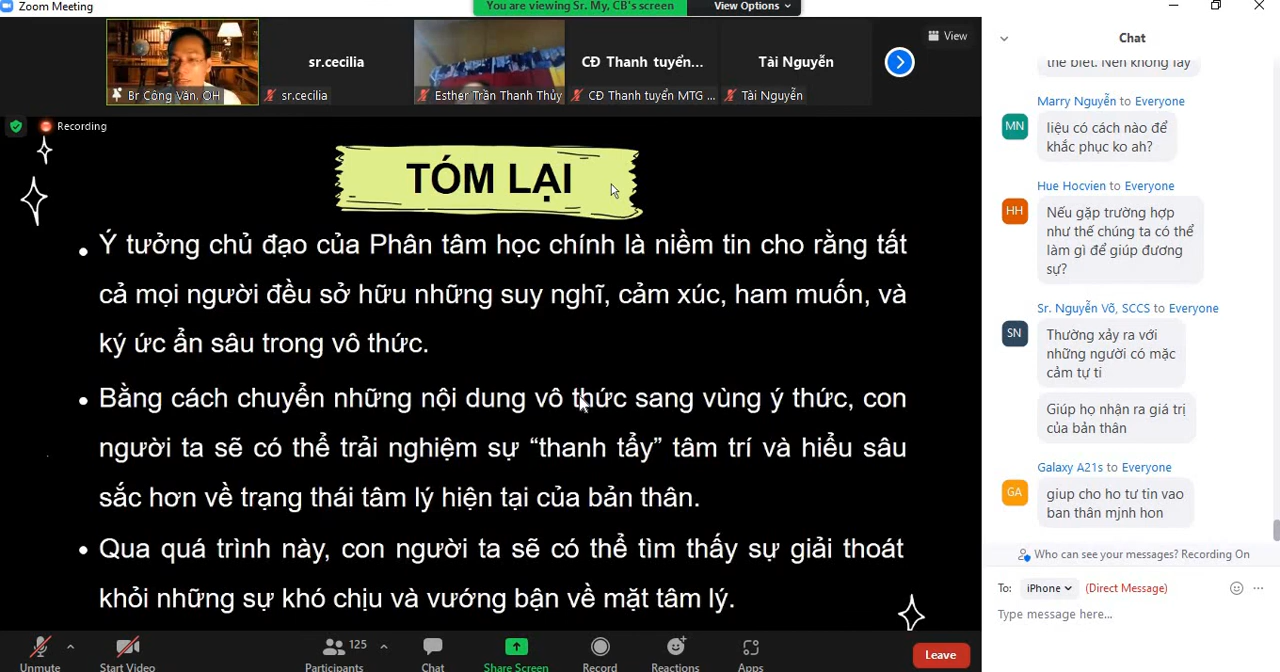 Zoom Meeting
You are viewing Sr. My, CB's screen
View Options
Br Công Văn, OH
sr.cecilia
sr.cecilia
Esther Trần Thanh Thủy
CĐ Thanh tuyển...
CĐ Thanh tuyển MTG ...
Tài Nguyễn
Tài Nguyễn
View
Recording
TÓM LẠI
• Ý tưởng chủ đạo của Phân tâm học chính là niềm tin cho rằng tất
cả mọi người đều sở hữu những suy nghĩ, cảm xúc, ham muốn, và
ký ức ẩn sâu trong vô thức.
• Bằng cách chuyển những nội dung vô thức sang vùng ý thức, con
người ta sẽ có thể trải nghiệm sự “thanh tẩy” tâm trí và hiểu sâu
sắc hơn về trạng thái tâm lý hiện tại của bản thân.
• Qua quá trình này, con người ta sẽ có thể tìm thấy sự giải thoát
khỏi những sự khó chịu và vướng bận về mặt tâm lý.
Unmute
Start Video
125
Participants
Chat
Share Screen
Record
Reactions
Apps
Leave
Chat
thể biết. Nên không lấy
Marry Nguyễn to Everyone
MN
liệu có cách nào để
khắc phục ko ah?
Hue Hocvien to Everyone
HH
Nếu gặp trường hợp
như thế chúng ta có thể
làm gì để giúp đương
sự?
Sr. Nguyễn Võ, SCCS to Everyone
SN
Thường xảy ra với
những người có mặc
cảm tự ti
Giúp họ nhận ra giá trị
của bản thân
Galaxy A21s to Everyone
GA
giup cho ho tư tin vao
ban thân mjnh hon
Who can see your messages? Recording On
To: iPhone (Direct Message)
Type message here...